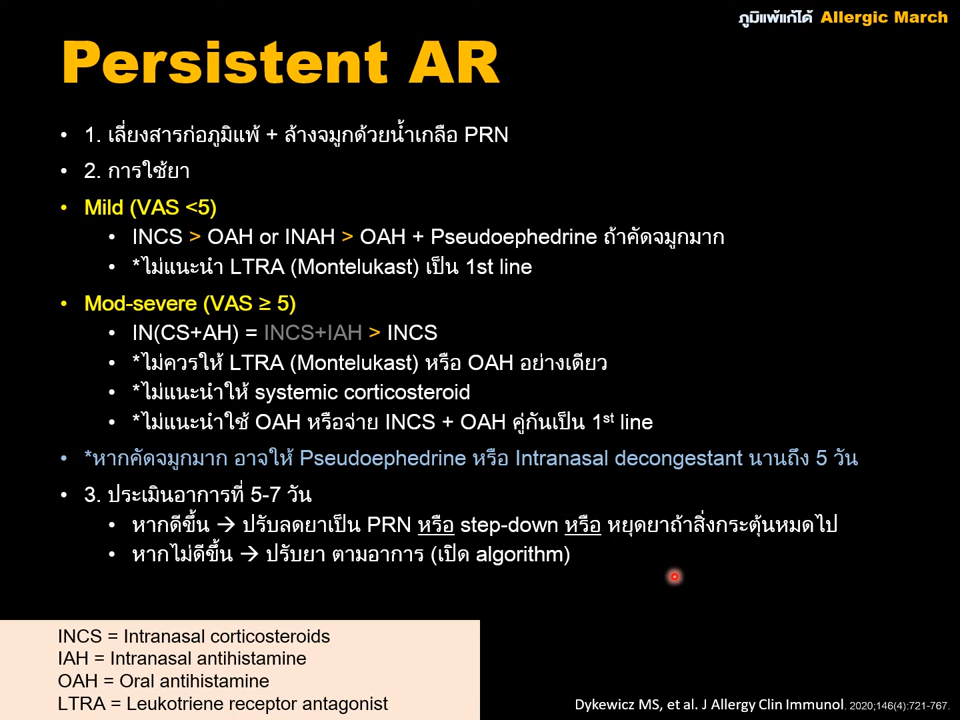 ภูมิแพ้แก้ได้ Allergic March
Persistent AR
• 1. เลี่ยงสารก่อภูมิแพ้ + ล้างจมูกด้วยน้ำเกลือ PRN
• 2. การใช้ยา
• Mild (VAS <5)
• INCS > OAH or INAH > OAH + Pseudoephedrine ถ้าคัดจมูกมาก
• *ไม่แนะนำ LTRA (Montelukast) เป็น 1st line
• Mod-severe (VAS ≥ 5)
• IN(CS+AH) = INCS+IAH > INCS
• *ไม่ควรให้ LTRA (Montelukast) หรือ OAH อย่างเดียว
• *ไม่แนะนำให้ systemic corticosteroid
• *ไม่แนะนำใช้ OAH หรือจ่าย INCS + OAH คู่กันเป็น 1st line
• *หากคัดจมูกมาก อาจให้ Pseudoephedrine หรือ Intranasal decongestant นานถึง 5 วัน
• 3. ประเมินอาการที่ 5-7 วัน
• หากดีขึ้น → ปรับลดยาเป็น PRN หรือ step-down หรือ หยุดยาถ้าสิ่งกระตุ้นหมดไป
• หากไม่ดีขึ้น → ปรับยา ตามอาการ (เปิด algorithm)
INCS = Intranasal corticosteroids
IAH = Intranasal antihistamine
OAH = Oral antihistamine
LTRA = Leukotriene receptor antagonist
Dykewicz MS, et al. J Allergy Clin Immunol. 2020;146(4):721-767.